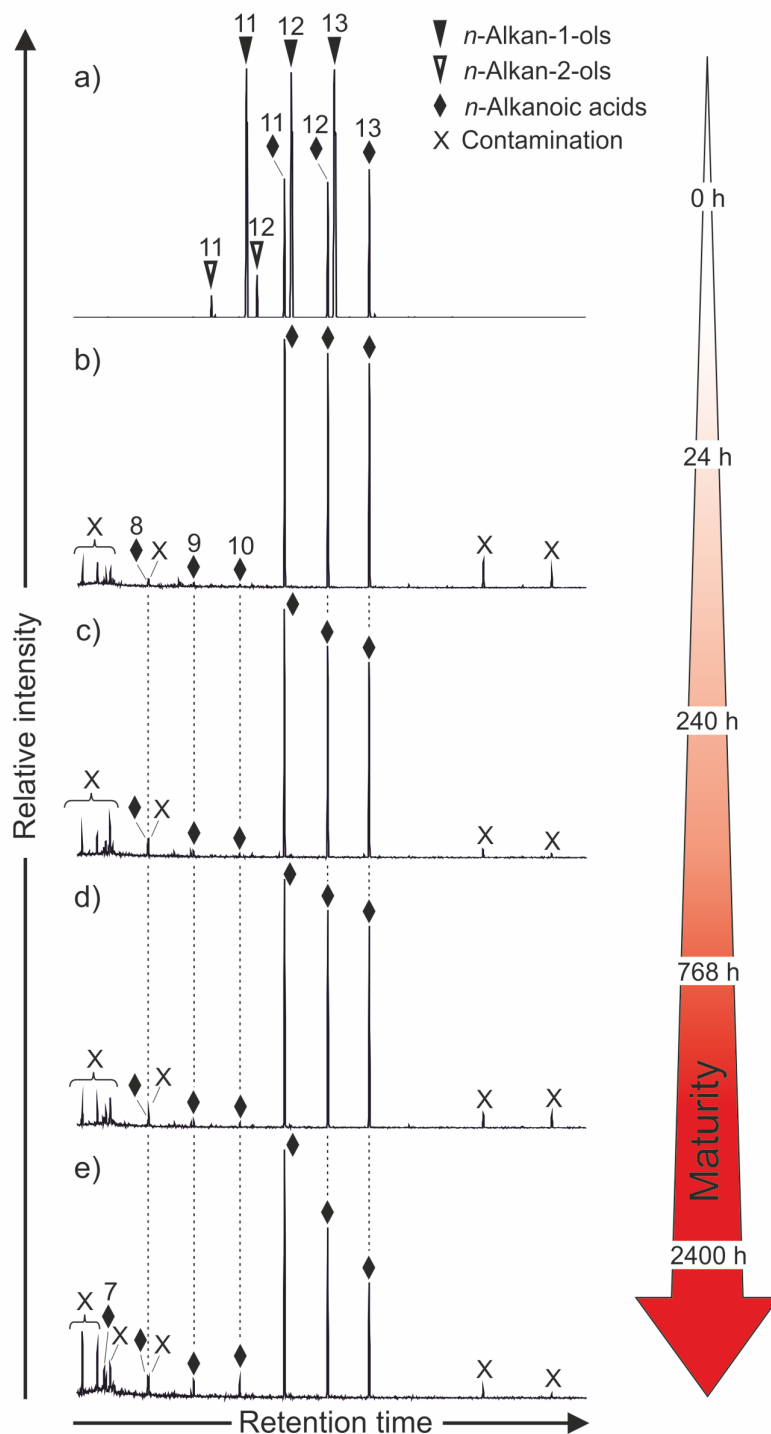 11 12 13
n-Alkan-1-ols
n-Alkan-2-ols
n-Alkanoic acids
X Contamination
a)
11 12 13
11 12
0 h
b)
X 8 X 9 10 X X
24 h
c)
X X X X
240 h
d)
X X X X
768 h
e)
X 7 X X X X
2400 h
Maturity
Relative intensity
Retention time